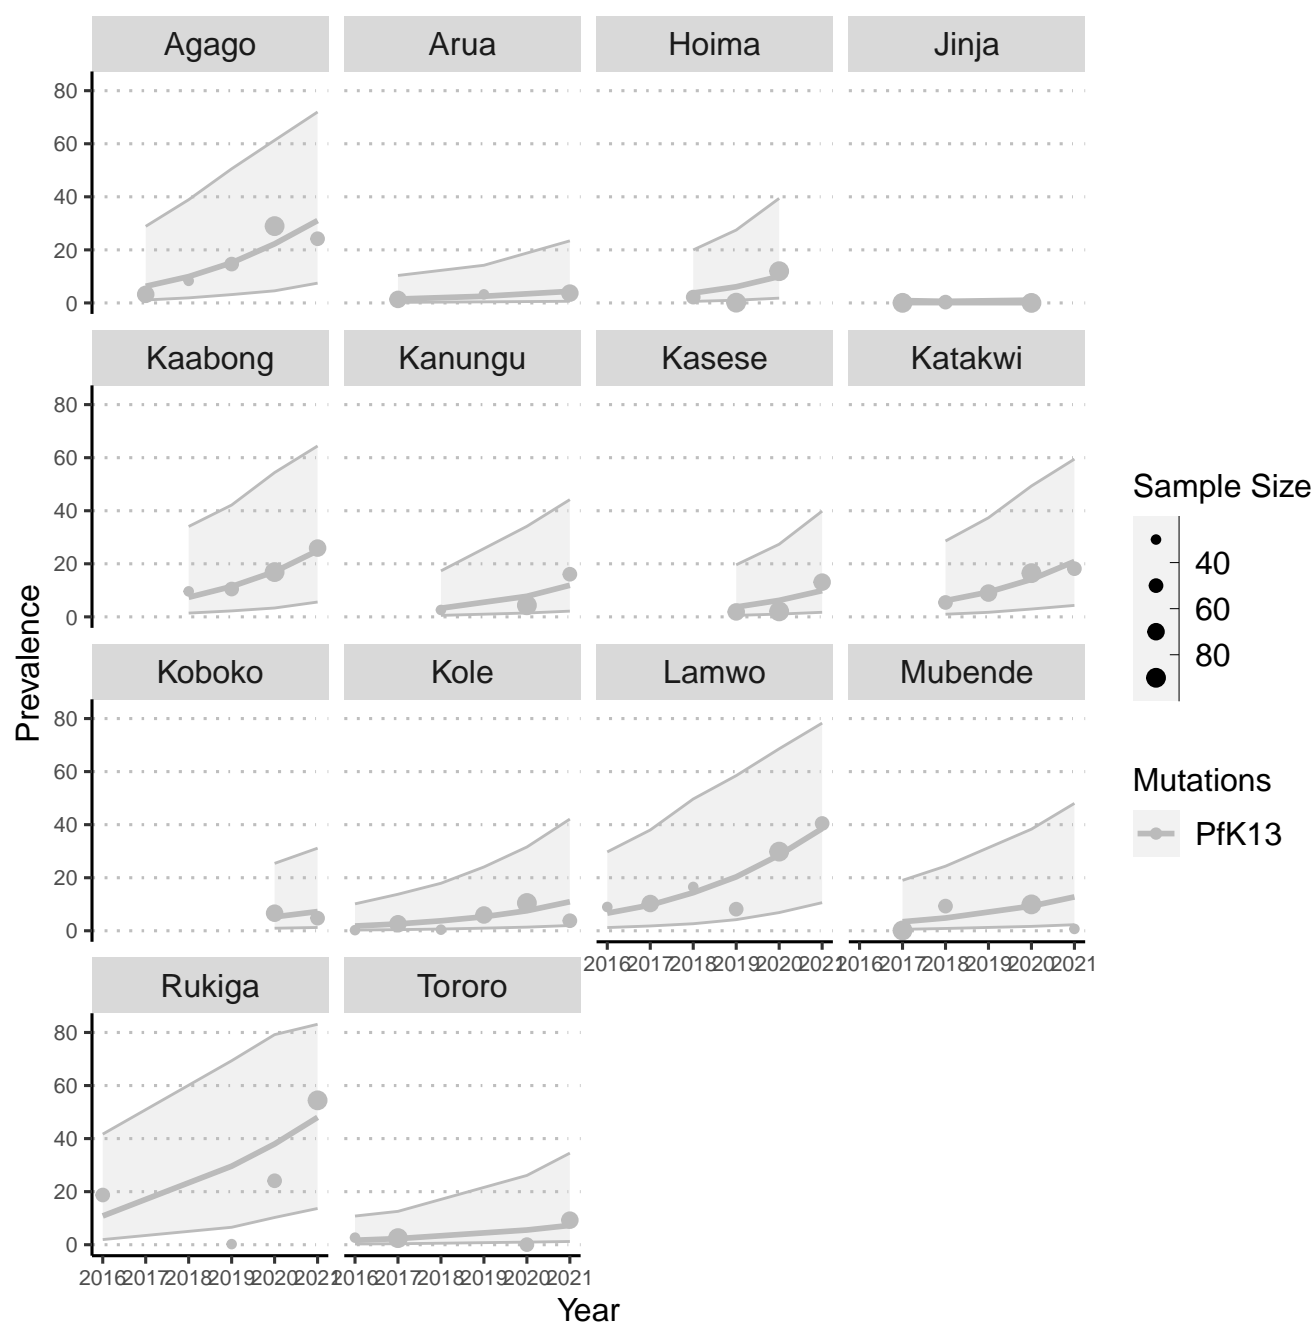 Agago Arua Hoima Jinja
80
60
40
20
0
Kaabong Kanungu Kasese Katakwi
80
60
40
20
0
Koboko Kole Lamwo Mubende
80
60
40
20
0
2016 2017 2018 2019 2020 2021 2016 2017 2018 2019 2020 2021
Rukiga Tororo
80
60
40
20
0
2016 2017 2018 2019 2020 2021 2016 2017 2018 2019 2020 2021
Year
Prevalence
Sample Size
40
60
80
Mutations
PfK13